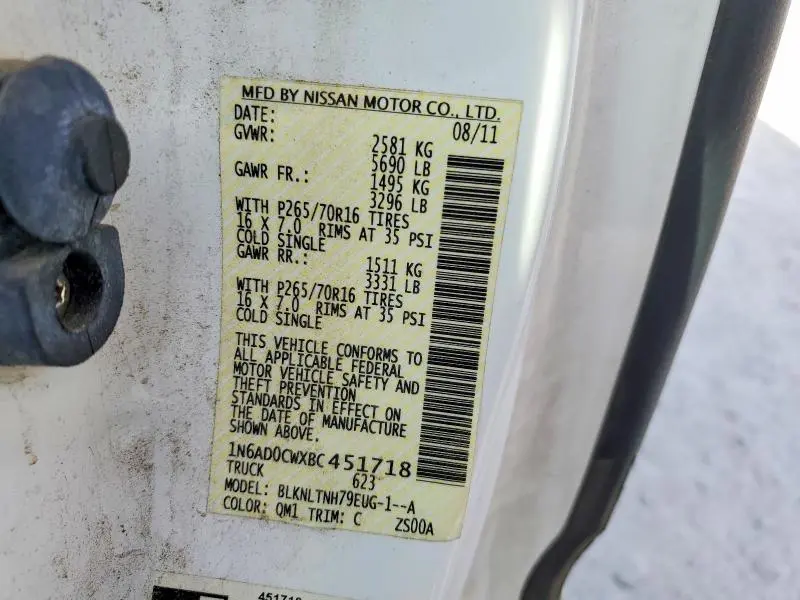 MFD BY NISSAN MOTOR CO., LTD.
DATE: 08/11
GVWR: 2581 KG
5690 LB
GAWR FR.: 1495 KG
3296 LB
WITH P265/70R16 TIRES
16 X 7.0 RIMS AT 35 PSI
COLD SINGLE
GAWR RR.: 1511 KG
3331 LB
WITH P265/70R16 TIRES
16 X 7.0 RIMS AT 35 PSI
COLD SINGLE
THIS VEHICLE CONFORMS TO
ALL APPLICABLE FEDERAL
MOTOR VEHICLE SAFETY AND
THEFT PREVENTION
STANDARDS IN EFFECT ON
THE DATE OF MANUFACTURE
SHOWN ABOVE.
1N6AD0CWXBC451718
TRUCK 623
MODEL: BLKNLTNH79EUG-1--A
COLOR: QM1 TRIM: C ZS00A
451718